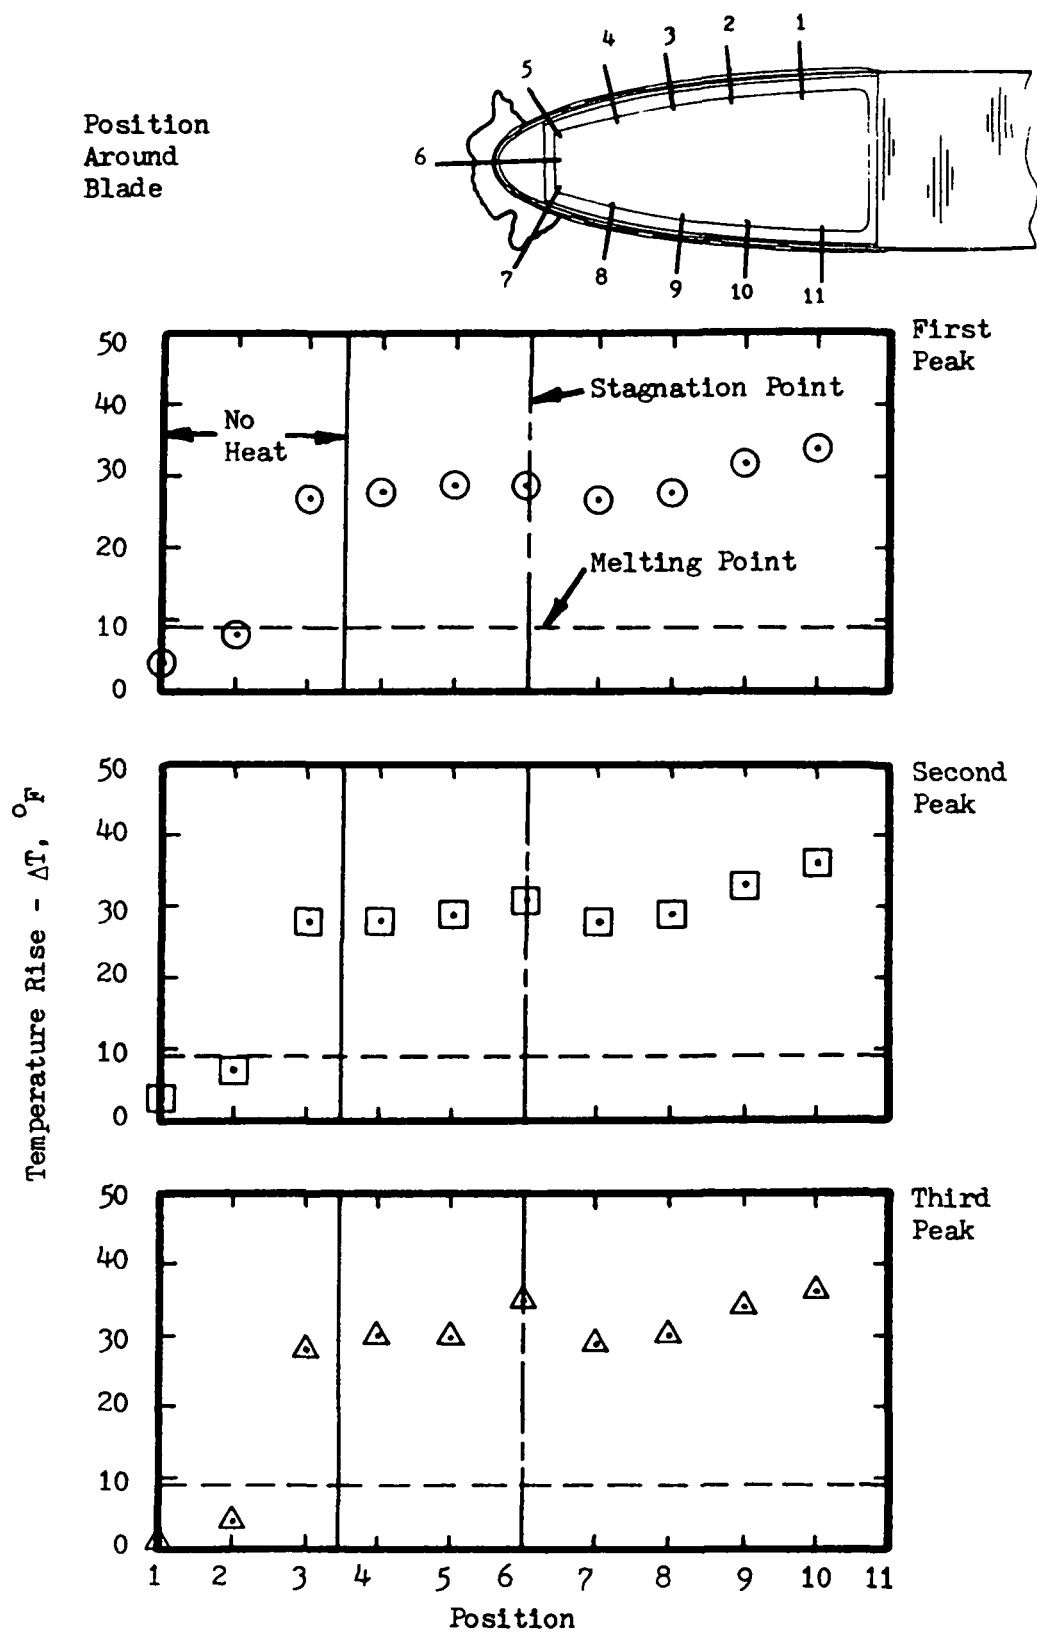 Position
Around
Blade
1
2
3
4
5
6
7
8
9
10
11
First
Peak
50
40
30
20
10
0
No
Heat
Stagnation Point
Melting Point
Second
Peak
50
40
30
20
10
0
Temperature Rise - ΔT, °F
Third
Peak
50
40
30
20
10
0
1 2 3 4 5 6 7 8 9 10 11
Position